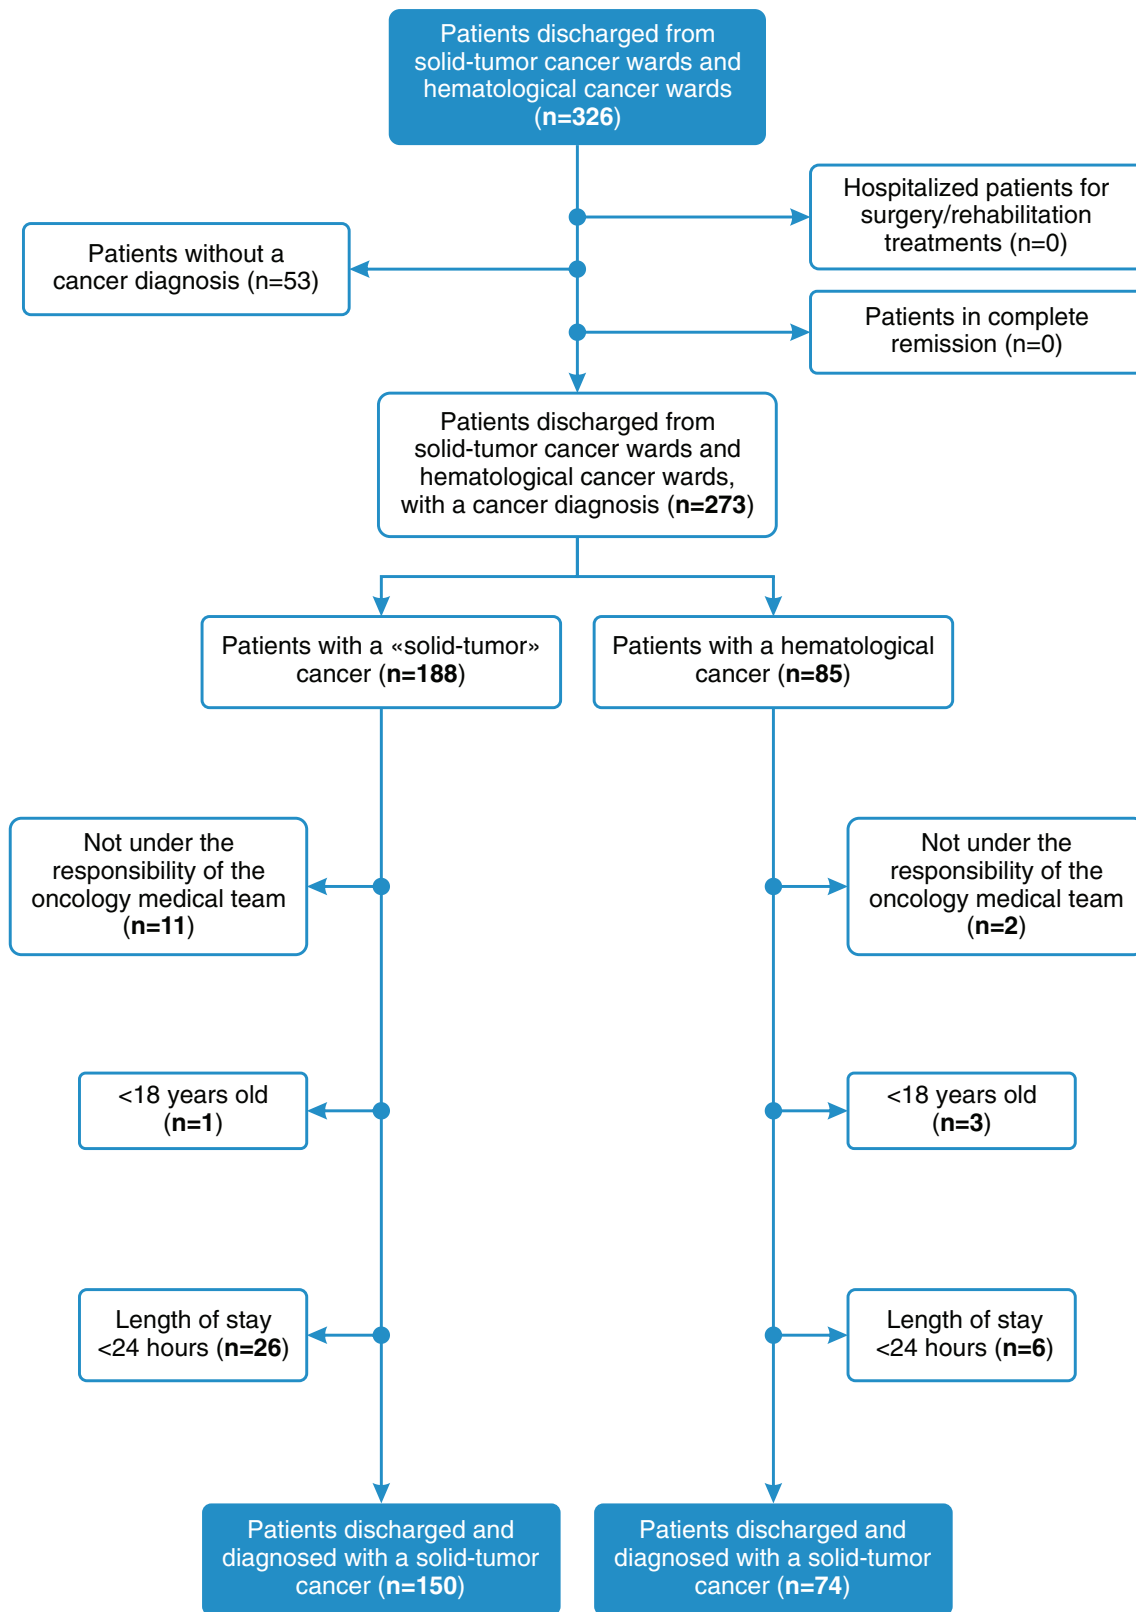 Patients discharged from
solid-tumor cancer wards and
hematological cancer wards
(n=326)
Hospitalized patients for
surgery/rehabilitation
treatments (n=0)
Patients without a
cancer diagnosis (n=53)
Patients in complete
remission (n=0)
Patients discharged from
solid-tumor cancer wards and
hematological cancer wards,
with a cancer diagnosis (n=273)
Patients with a «solid-tumor»
cancer (n=188)
Patients with a hematological
cancer (n=85)
Not under the
responsibility of the
oncology medical team
(n=11)
Not under the
responsibility of the
oncology medical team
(n=2)
<18 years old
(n=1)
<18 years old
(n=3)
Length of stay
<24 hours (n=26)
Length of stay
<24 hours (n=6)
Patients discharged and
diagnosed with a solid-tumor
cancer (n=150)
Patients discharged and
diagnosed with a solid-tumor
cancer (n=74)